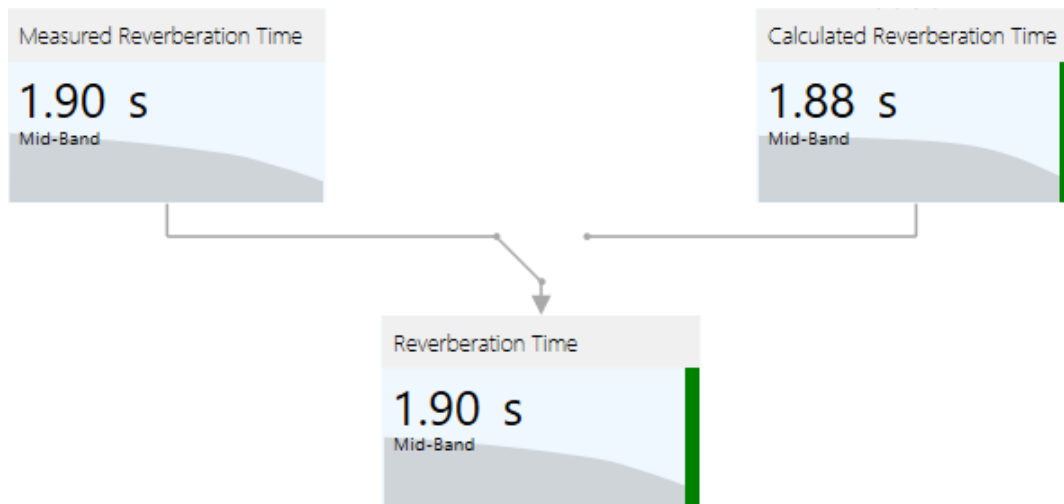 Measured Reverberation Time
1.90 s
Mid-Band
Calculated Reverberation Time
1.88 s
Mid-Band
Reverberation Time
1.90 s
Mid-Band